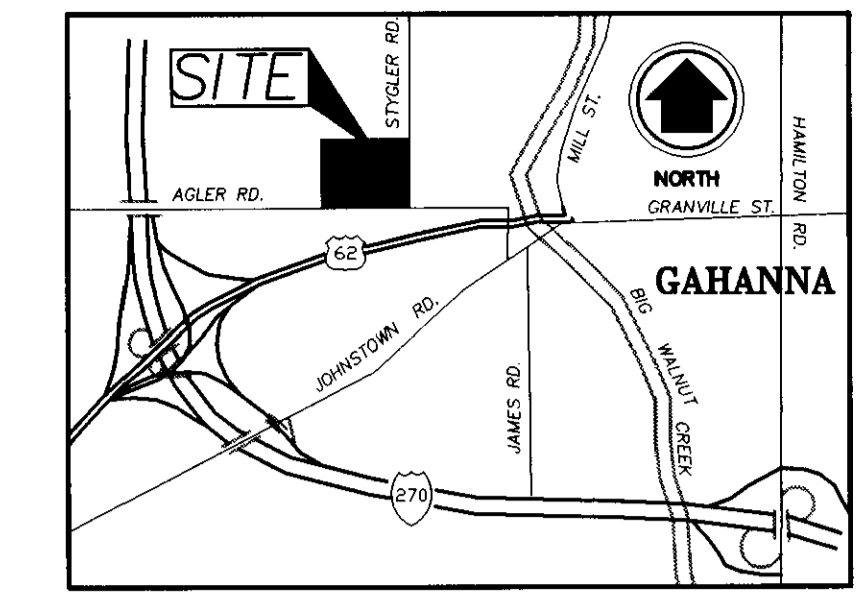 SITE
STYGLER RD.
MILL ST.
HAMILTON RD.
NORTH
AGLER RD.
GRANVILLE ST.
62
GAHANNA
BIG WALNUT CREEK
JOHNSTOWN RD.
JAMES RD.
270